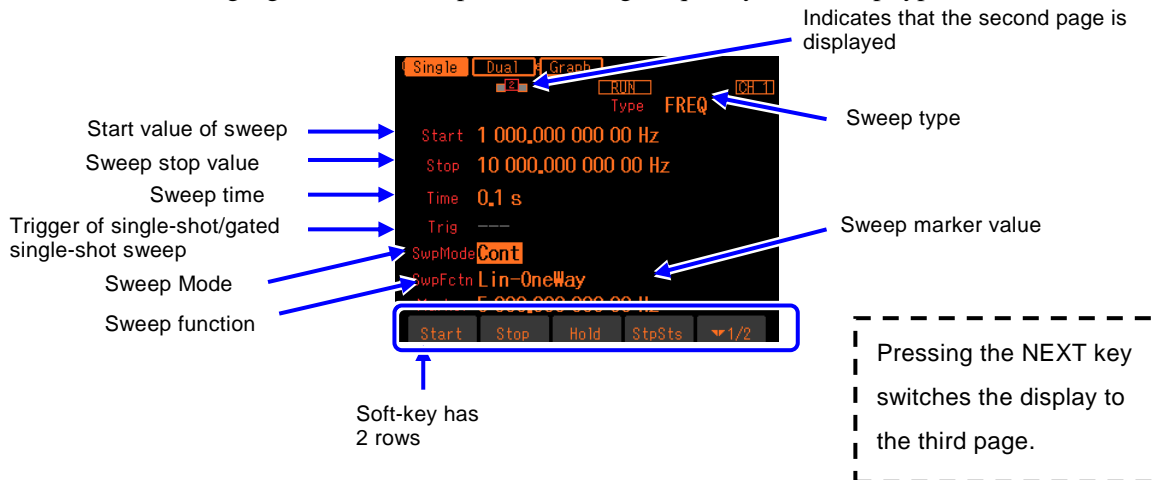 Indicates that the second page is
displayed
Single Dual Graph
2
RUN CH 1
Type FREQ
Sweep type
Start value of sweep
Start 1 000.000 000 00 Hz
Sweep stop value
Stop 10 000.000 000 00 Hz
Sweep time
Time 0.1 s
Trigger of single-shot/gated
single-shot sweep
Trig ---
Sweep marker value
SwpMode Cont
Sweep Mode
SwpFctn Lin-OneWay
Sweep function
Start Stop Hold StpSts 1/2
Soft-key has
2 rows
Pressing the NEXT key
switches the display to
the third page.